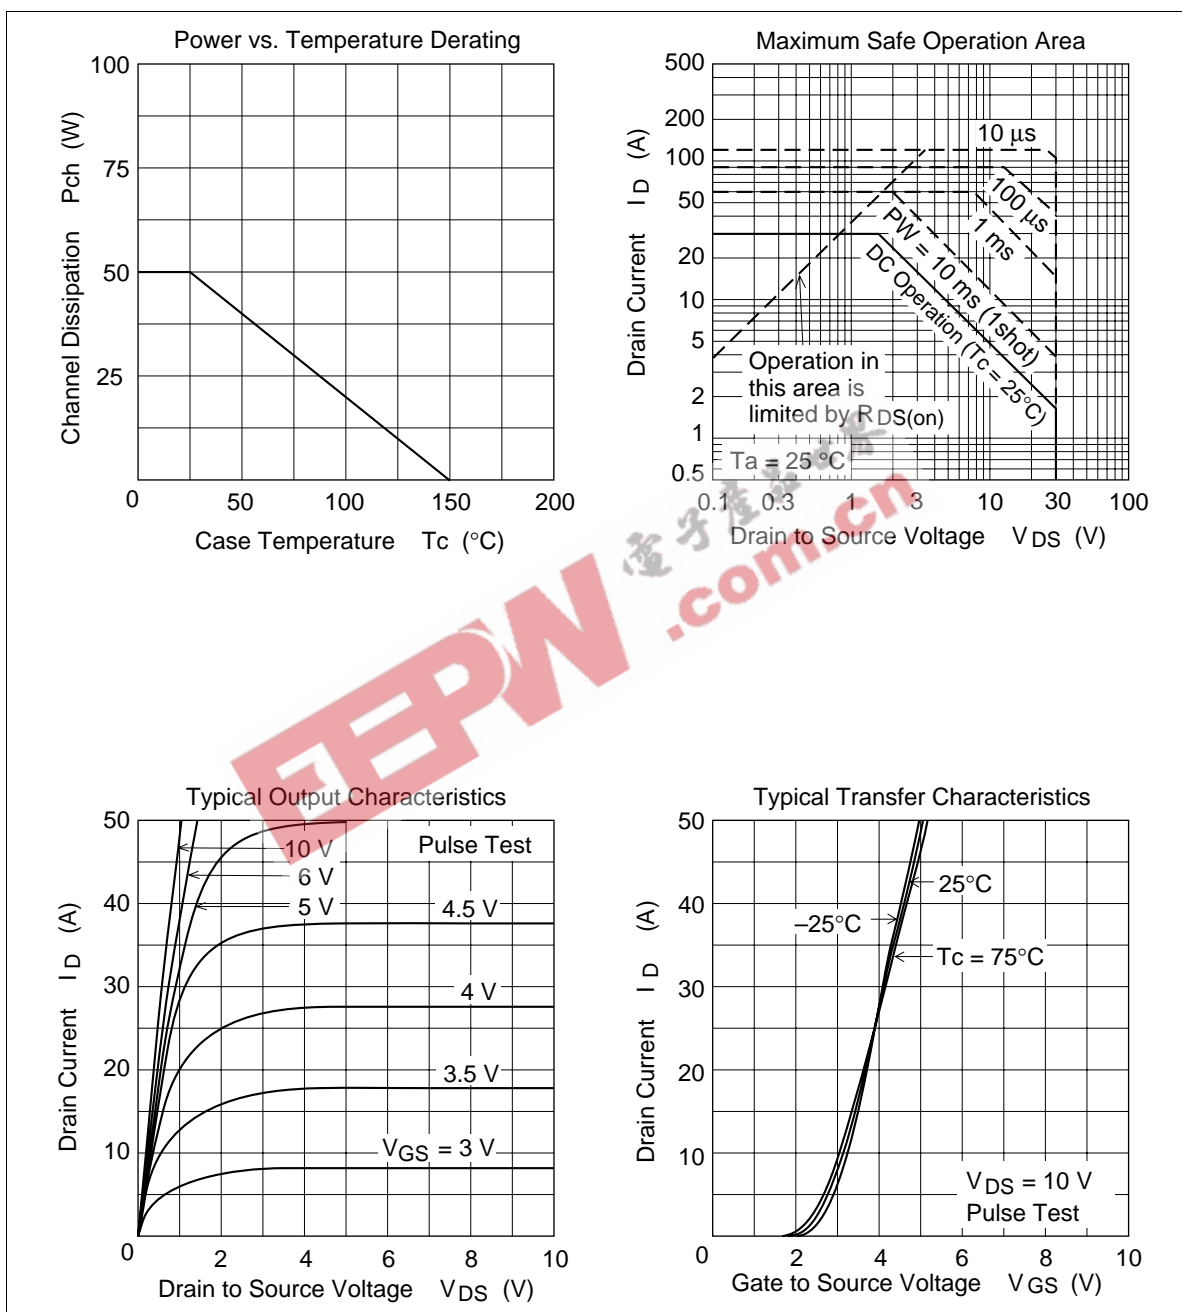 Power vs. Temperature Derating
100
75
50
25
0
50
100
150
200
Channel Dissipation Pch (W)
Case Temperature Tc (°C)
Maximum Safe Operation Area
500
200
100
50
20
10
5
2
1
0.5
0.1
0.3
1
3
10
30
100
Drain Current I D (A)
Drain to Source Voltage V DS (V)
10 µs
100 µs
1 ms
PW = 10 ms (1shot)
DC Operation (Tc = 25°C)
Operation in
this area is
limited by R DS(on)
Ta = 25 °C
EEPW
電子產品世界
.com.cn
Typical Output Characteristics
50
40
30
20
10
0
2
4
6
8
10
Drain Current I D (A)
Drain to Source Voltage V DS (V)
Pulse Test
10 V
6 V
5 V
4.5 V
4 V
3.5 V
V GS = 3 V
Typical Transfer Characteristics
50
40
30
20
10
0
2
4
6
8
10
Drain Current I D (A)
Gate to Source Voltage V GS (V)
25°C
–25°C
Tc = 75°C
V DS = 10 V
Pulse Test